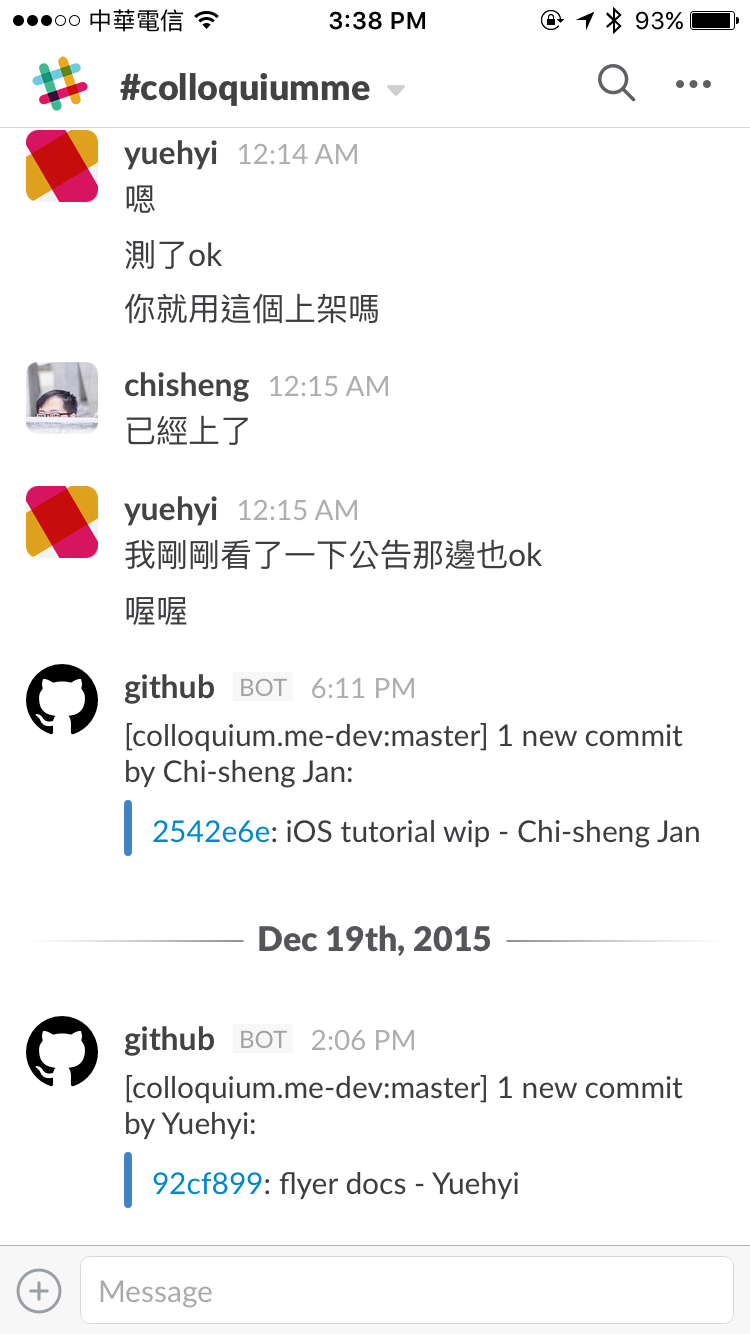 中華電信 3:38 PM 93%
#colloquiumme
yuehyi 12:14 AM
嗯
測了ok
你就用這個上架嗎
chisheng 12:15 AM
已經上了
yuehyi 12:15 AM
我剛剛看了一下公告那邊也ok
喔喔
github BOT 6:11 PM
[colloquium.me-dev:master] 1 new commit
by Chi-sheng Jan:
2542e6e: iOS tutorial wip - Chi-sheng Jan
Dec 19th, 2015
github BOT 2:06 PM
[colloquium.me-dev:master] 1 new commit
by Yuehyi:
92cf899: flyer docs - Yuehyi
Message